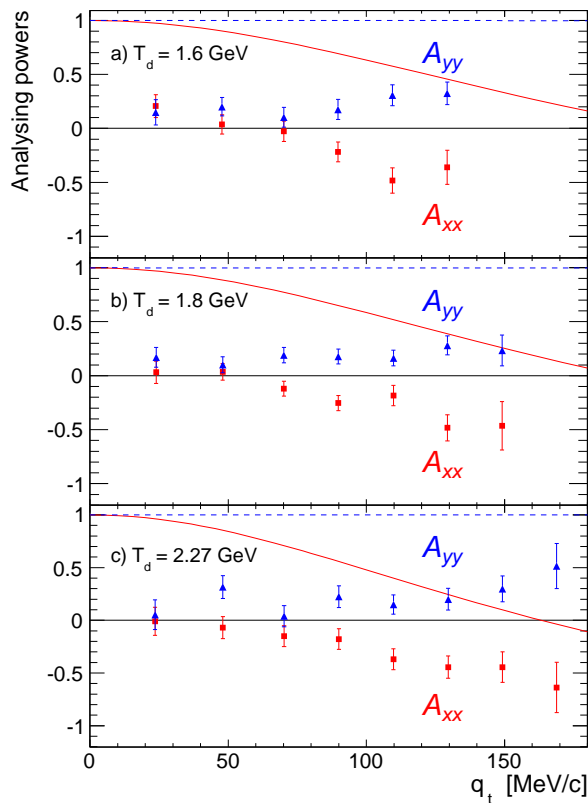 Analysing powers
1
0.5
0
-0.5
-1
a) T_d = 1.6 GeV
A_yy
A_xx
1
0.5
0
-0.5
-1
b) T_d = 1.8 GeV
A_yy
A_xx
1
0.5
0
-0.5
-1
c) T_d = 2.27 GeV
A_yy
A_xx
0 50 100 150
q_t [MeV/c]